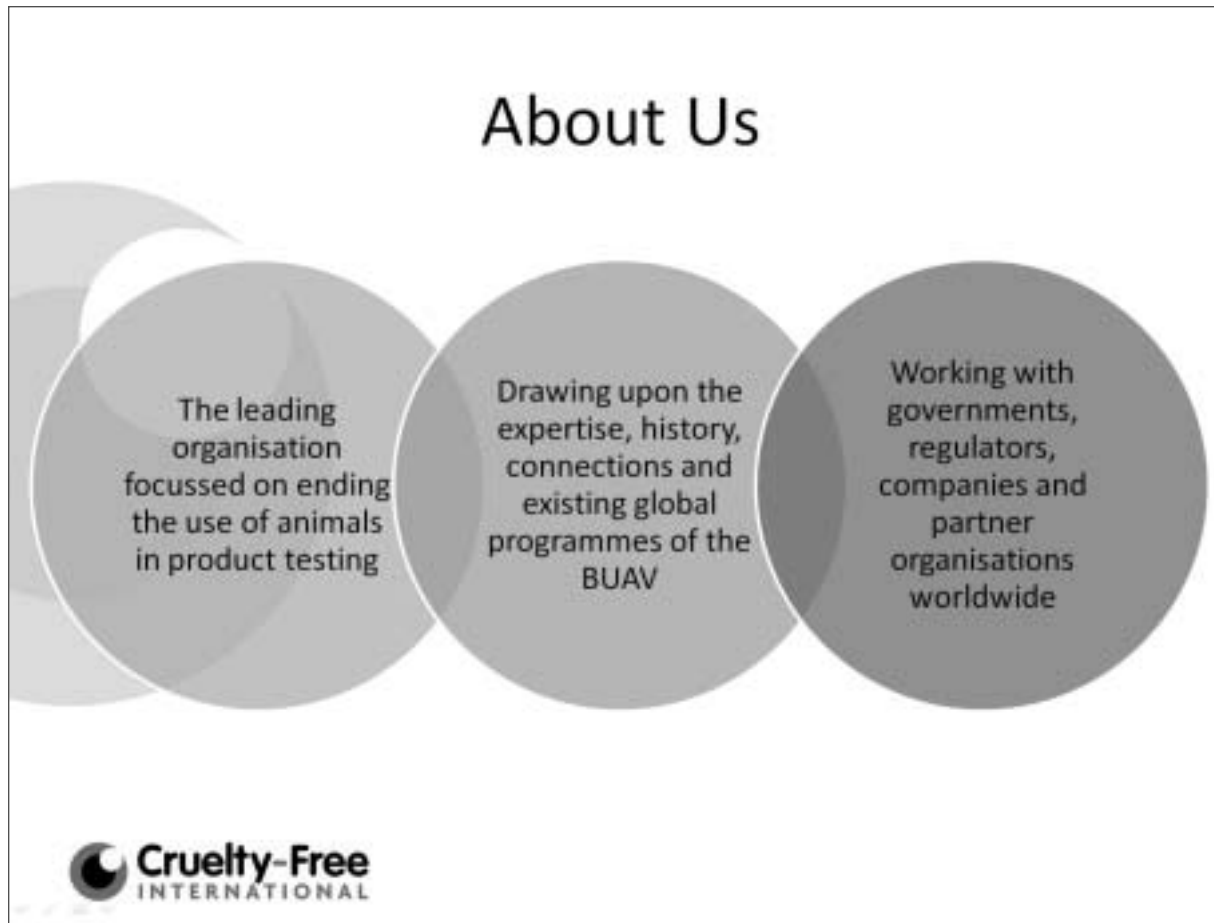 About Us
The leading
organisation
focussed on ending
the use of animals
in product testing
Drawing upon the
expertise, history,
connections and
existing global
programmes of the
BUAV
Working with
governments,
regulators,
companies and
partner
organisations
worldwide
Cruelty-Free
INTERNATIONAL